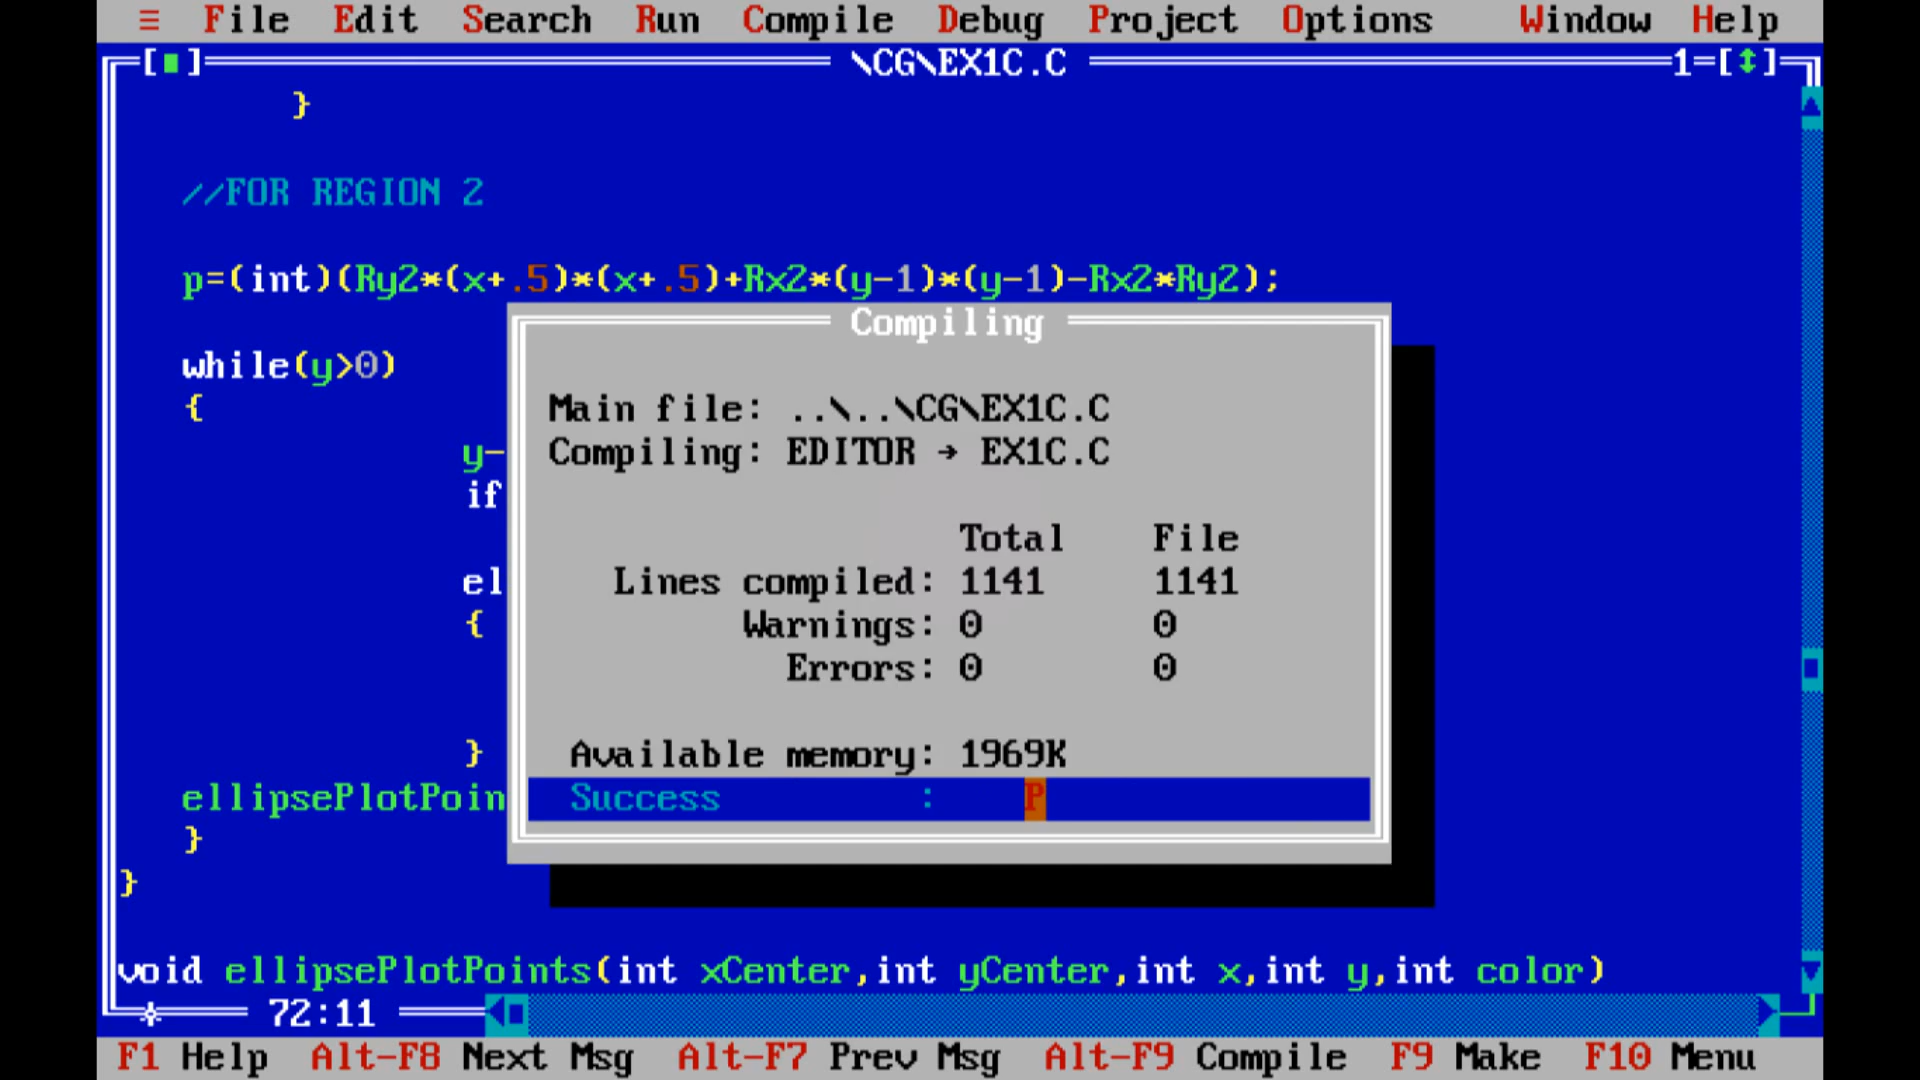 ≡ File Edit Search Run Compile Debug Project Options Window Help
[■] \CG\EX1C.C 1=[↕]
}
//FOR REGION 2
p=(int)(Ry2*(x+.5)*(x+.5)+Rx2*(y-1)*(y-1)-Rx2*Ry2);
while(y>0)
{
y-
if
el
{
}
ellipsePlotPoin
}
}
Compiling
Main file: ..\..\CG\EX1C.C
Compiling: EDITOR → EX1C.C
Total File
Lines compiled: 1141 1141
Warnings: 0 0
Errors: 0 0
Available memory: 1969K
Success : P
void ellipsePlotPoints(int xCenter,int yCenter,int x,int y,int color)
72:11
F1 Help Alt-F8 Next Msg Alt-F7 Prev Msg Alt-F9 Compile F9 Make F10 Menu